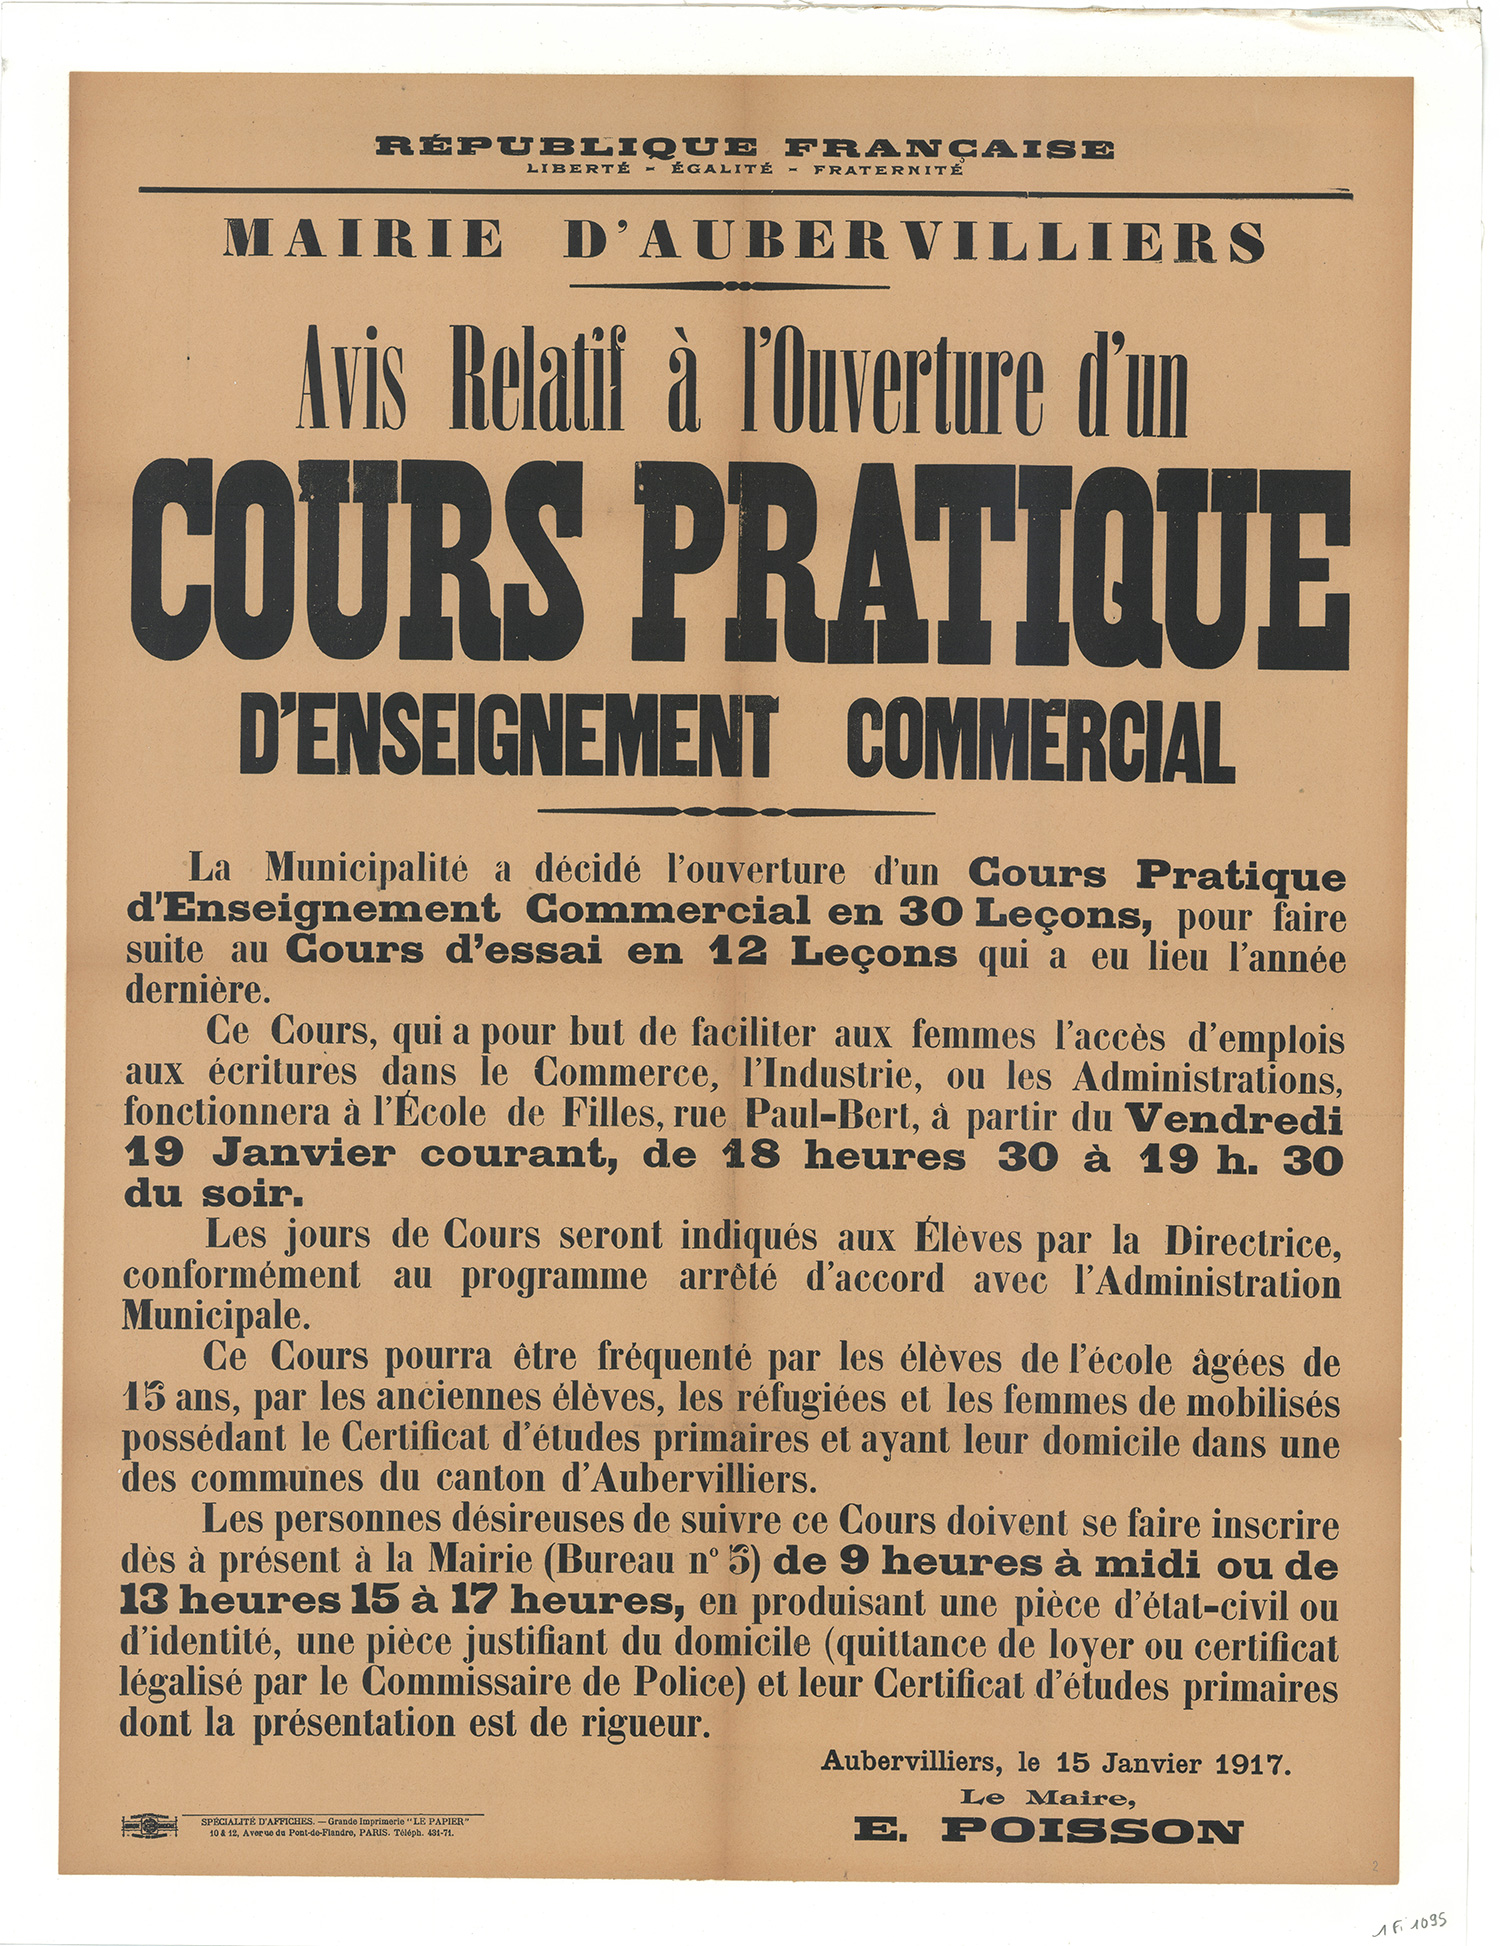 RÉPUBLIQUE FRANÇAISE
LIBERTÉ - ÉGALITÉ - FRATERNITÉ
MAIRIE D'AUBERVILLIERS
Avis Relatif à l'Ouverture d'un
COURS PRATIQUE
D'ENSEIGNEMENT COMMERCIAL
La Municipalité a décidé l'ouverture d'un Cours Pratique
d'Enseignement Commercial en 30 Leçons, pour faire
suite au Cours d'essai en 12 Leçons qui a eu lieu l'année
dernière.
Ce Cours, qui a pour but de faciliter aux femmes l'accès d'emplois
aux écritures dans le Commerce, l'Industrie, ou les Administrations,
fonctionnera à l'École de Filles, rue Paul-Bert, à partir du Vendredi
19 Janvier courant, de 18 heures 30 à 19 h. 30
du soir.
Les jours de Cours seront indiqués aux Élèves par la Directrice,
conformément au programme arrêté d'accord avec l'Administration
Municipale.
Ce Cours pourra être fréquenté par les élèves de l'école âgées de
15 ans, par les anciennes élèves, les réfugiées et les femmes de mobilisés
possédant le Certificat d'études primaires et ayant leur domicile dans une
des communes du canton d'Aubervilliers.
Les personnes désireuses de suivre ce Cours doivent se faire inscrire
dès à présent à la Mairie (Bureau nº 5) de 9 heures à midi ou de
13 heures 15 à 17 heures, en produisant une pièce d'état-civil ou
d'identité, une pièce justifiant du domicile (quittance de loyer ou certificat
légalisé par le Commissaire de Police) et leur Certificat d'études primaires
dont la présentation est de rigueur.
Aubervilliers, le 15 Janvier 1917.
Le Maire,
E. POISSON
SPÉCIALITÉ D'AFFICHES. — Grande Imprimerie "LE PAPIER"
10 & 12, Avenue du Pont-de-Flandre, PARIS. Téléph. 431-71.
2
1 Fi 1095